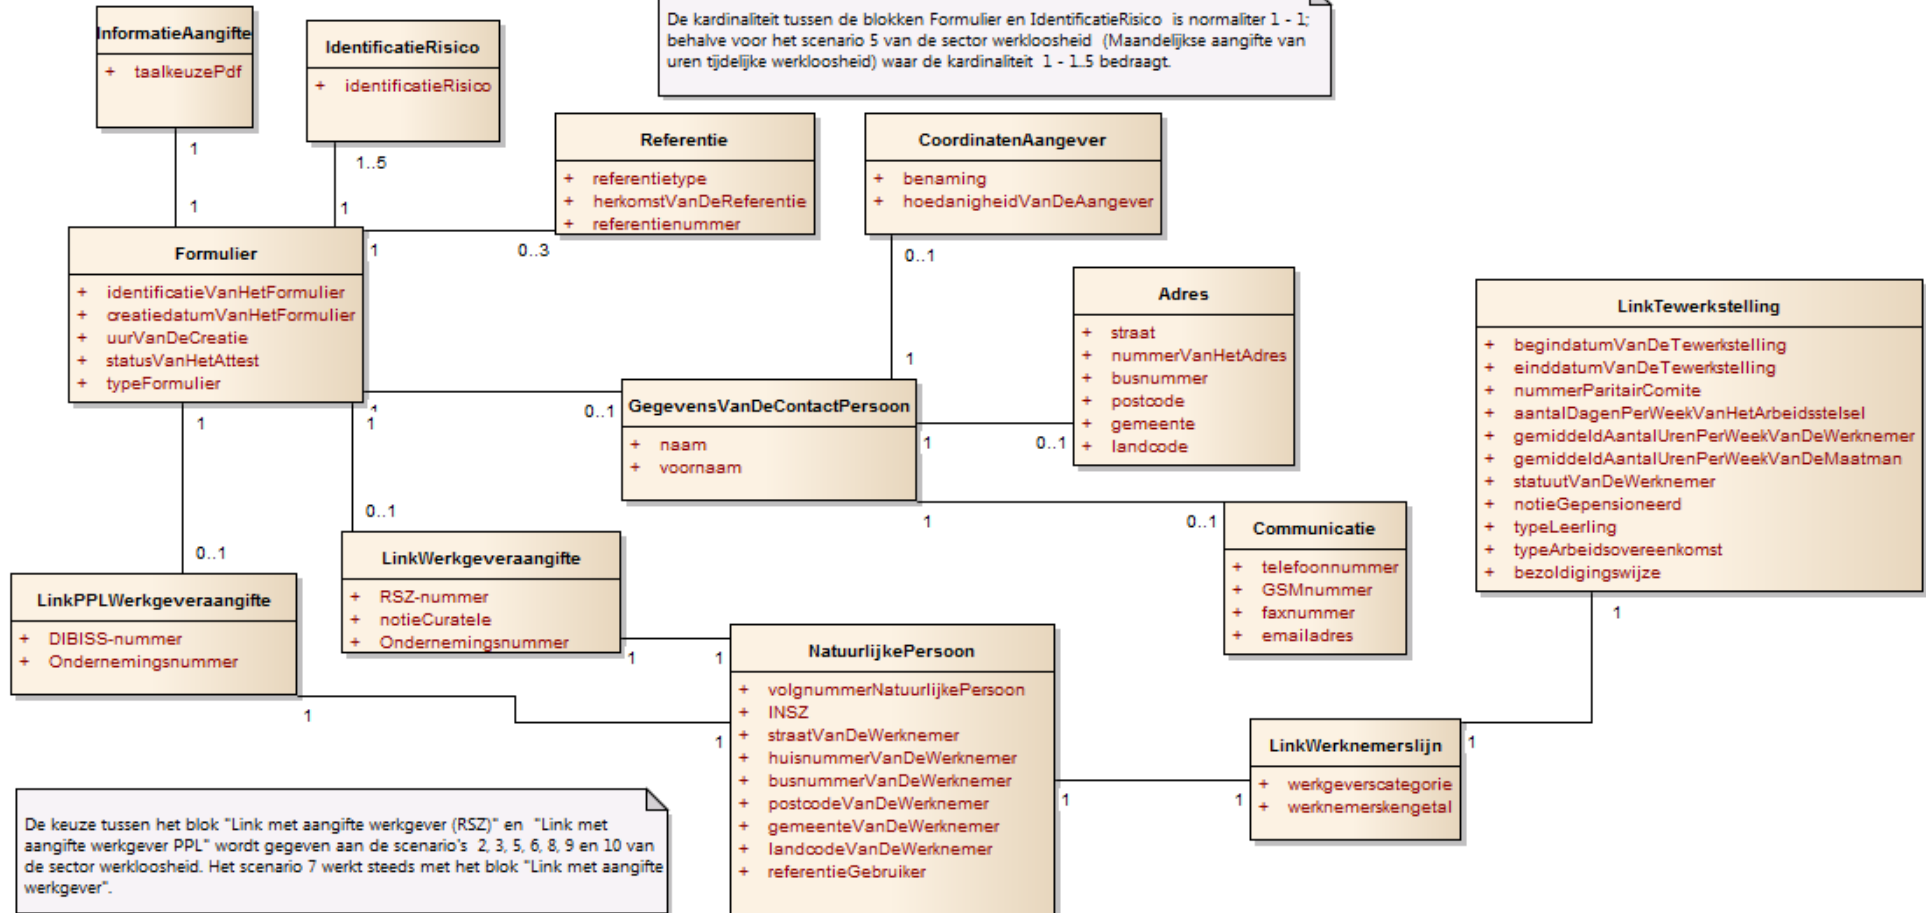 De kardinaliteit tussen de blokken Formulier en IdentificatieRisico is normaliter 1 - 1;
behalve voor het scenario 5 van de sector werkloosheid (Maandelijkse aangifte van
uren tijdelijke werkloosheid) waar de kardinaliteit 1 - 1..5 bedraagt.
InformatieAangifte
+ taalkeuzePdf
1
1
IdentificatieRisico
+ identificatieRisico
1..5
1
Referentie
+ referentietype
+ herkomstVanDeReferentie
+ referentienummer
1
0..3
CoordinatenAangever
+ benaming
+ hoedanigheidVanDeAangever
0..1
1
Formulier
+ identificatieVanHetFormulier
+ creatiedatumVanHetFormulier
+ uurVanDeCreatie
+ statusVanHetAttest
+ typeFormulier
1
0..1
1
0..1
1
0..1
Adres
+ straat
+ nummerVanHetAdres
+ busnummer
+ postcode
+ gemeente
+ landcode
GegevensVanDeContactPersoon
+ naam
+ voornaam
1
0..1
1
0..1
Communicatie
+ telefoonnummer
+ GSMnummer
+ faxnummer
+ emailadres
LinkTewerkstelling
+ begindatumVanDeTewerkstelling
+ einddatumVanDeTewerkstelling
+ nummerParitairComite
+ aantalDagenPerWeekVanHetArbeidsstelsel
+ gemiddeldAantalUrenPerWeekVanDeWerknemer
+ gemiddeldAantalUrenPerWeekVanDeMaatman
+ statuutVanDeWerknemer
+ notieGepensioneerd
+ typeLeerling
+ typeArbeidsovereenkomst
+ bezoldigingswijze
1
1
LinkWerkgeveraangifte
+ RSZ-nummer
+ notieCuratele
+ Ondernemingsnummer
1
1
LinkPPLWerkgeveraangifte
+ DIBISS-nummer
+ Ondernemingsnummer
1
1
NatuurlijkePersoon
+ volgnummerNatuurlijkePersoon
+ INSZ
+ straatVanDeWerknemer
+ huisnummerVanDeWerknemer
+ busnummerVanDeWerknemer
+ postcodeVanDeWerknemer
+ gemeenteVanDeWerknemer
+ landcodeVanDeWerknemer
+ referentieGebruiker
1
1
LinkWerknemerslijn
+ werkgeverscategorie
+ werknemerskengetal
De keuze tussen het blok "Link met aangifte werkgever (RSZ)" en "Link met
aangifte werkgever PPL" wordt gegeven aan de scenario's 2, 3, 5, 6, 8, 9 en 10 van
de sector werkloosheid. Het scenario 7 werkt steeds met het blok "Link met aangifte
werkgever".